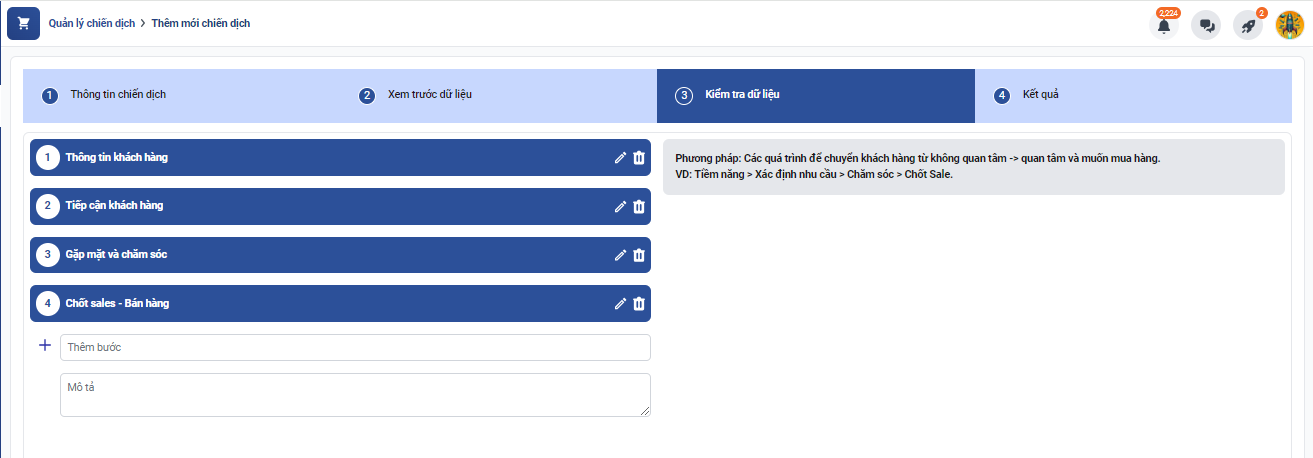 Quản lý chiến dịch > Thêm mới chiến dịch
2,224
2
1 Thông tin chiến dịch
2 Xem trước dữ liệu
3 Kiểm tra dữ liệu
4 Kết quả
1 Thông tin khách hàng
2 Tiếp cận khách hàng
3 Gặp mặt và chăm sóc
4 Chốt sales - Bán hàng
Thêm bước
Mô tả
Phương pháp: Các quá trình để chuyển khách hàng từ không quan tâm -> quan tâm và muốn mua hàng.
VD: Tiềm năng > Xác định nhu cầu > Chăm sóc > Chốt Sale.